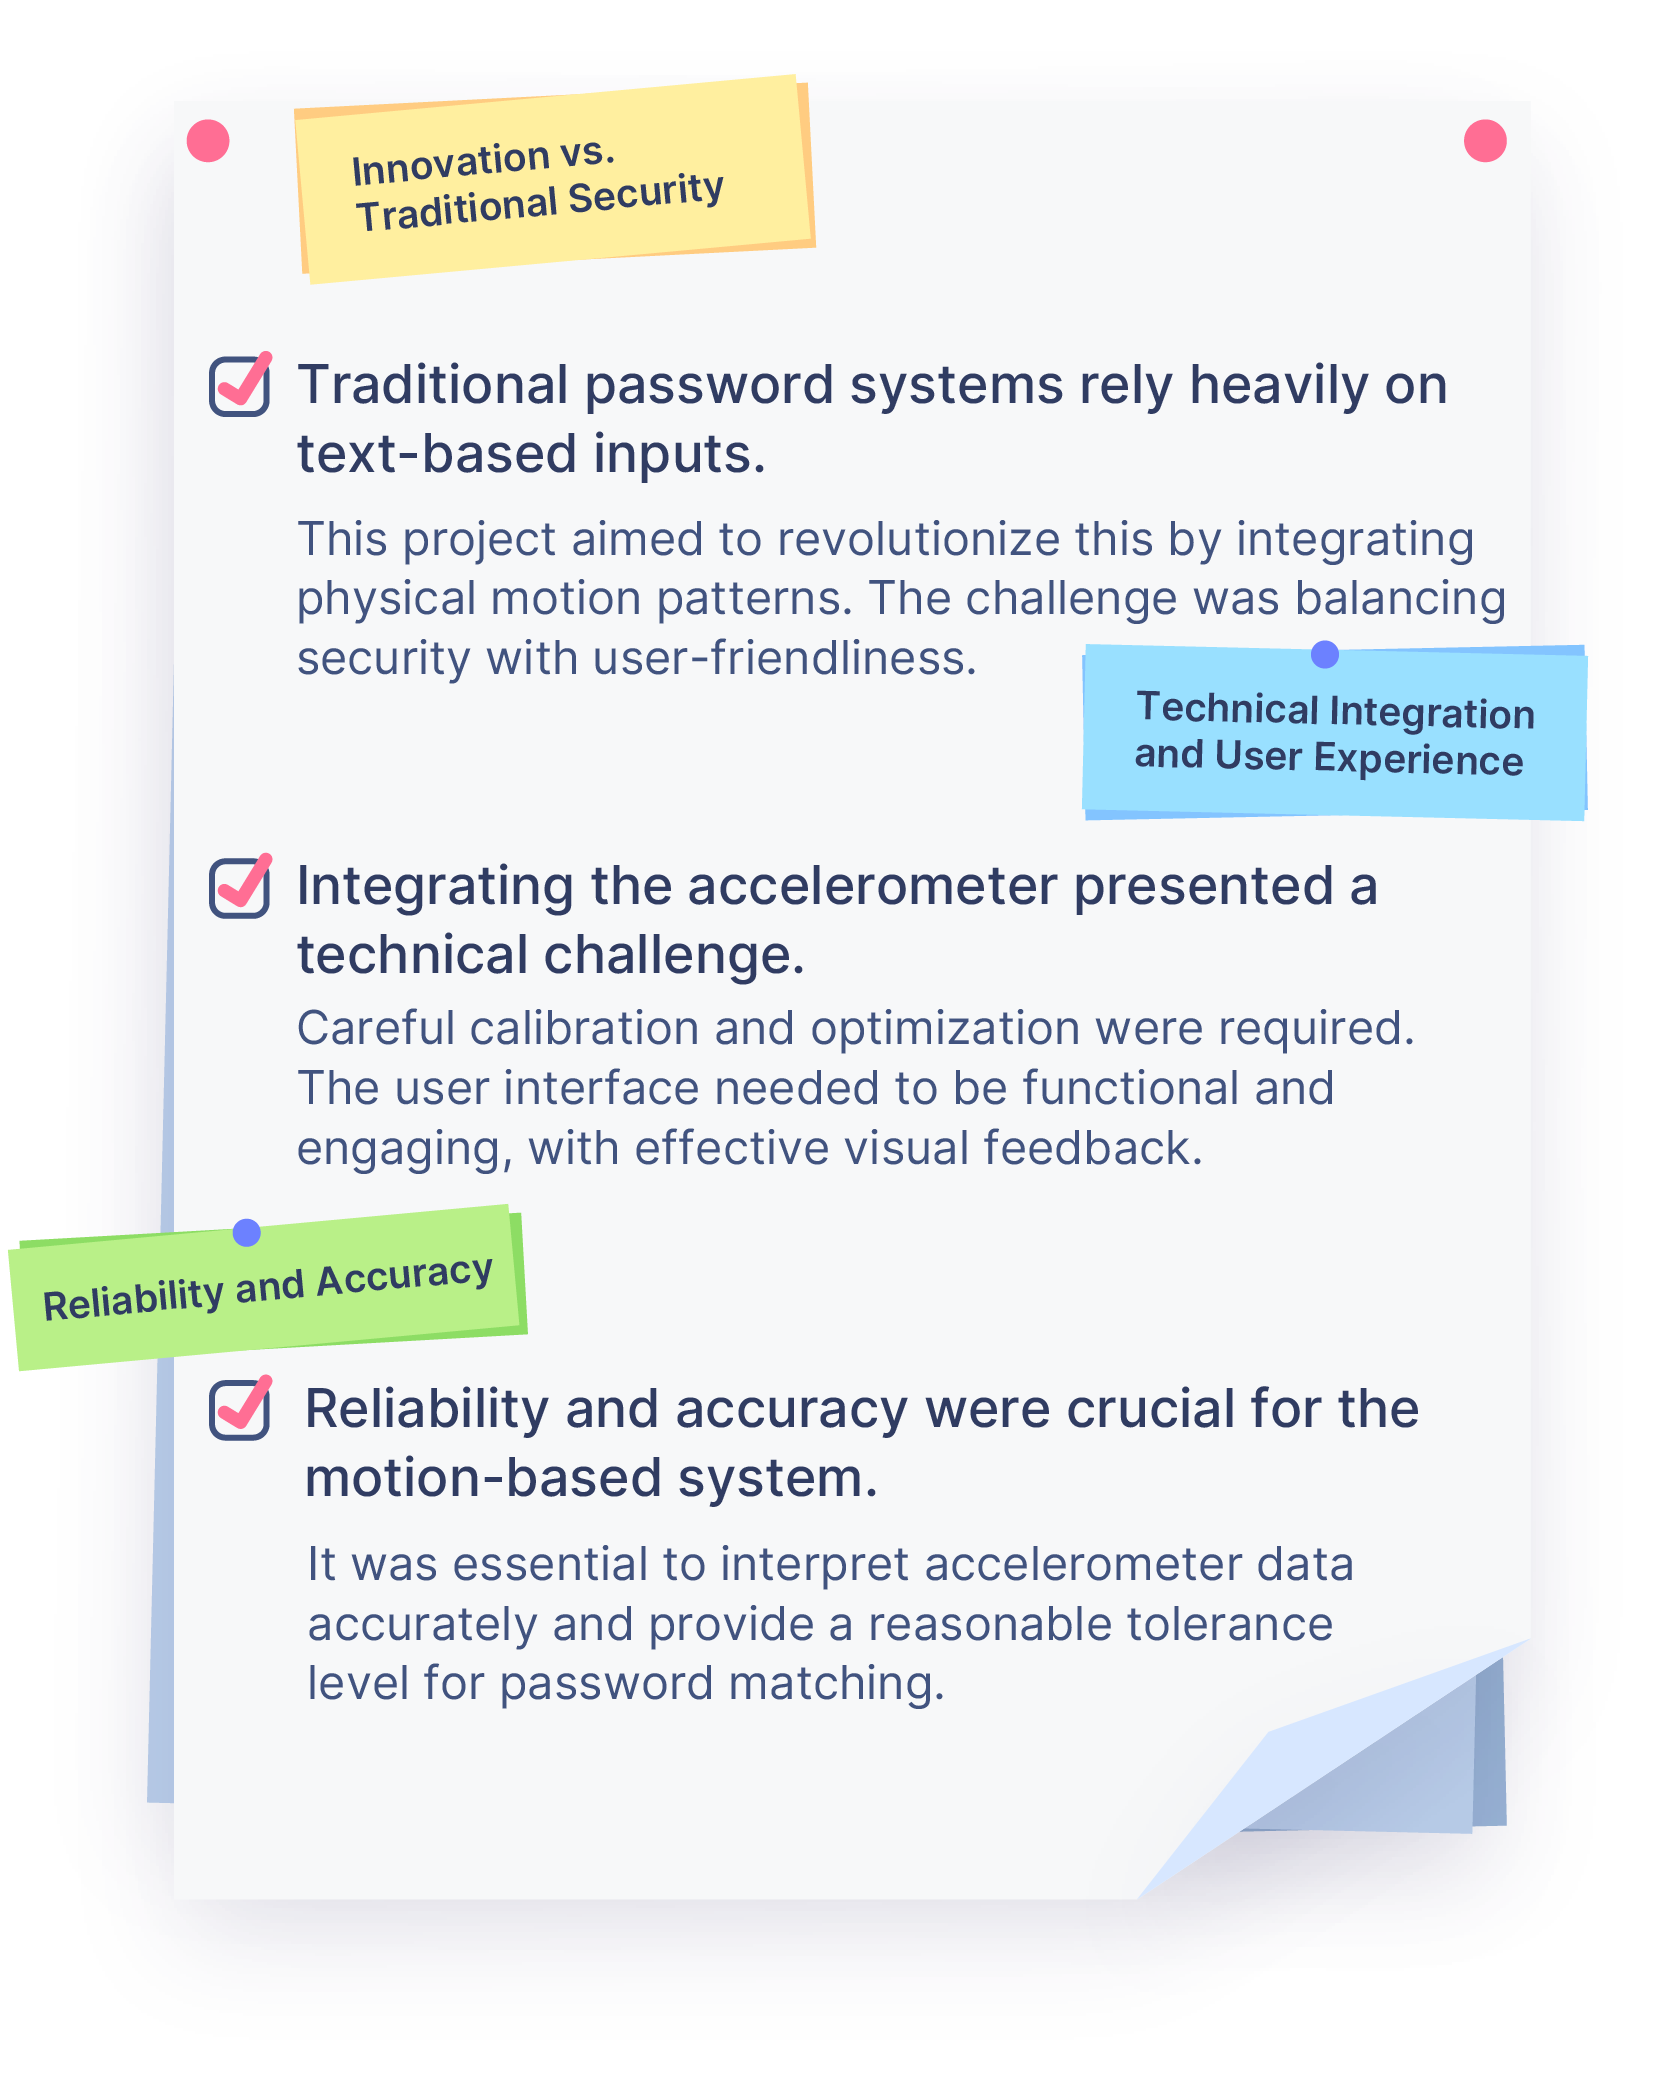 Innovation vs.
Traditional Security
Traditional password systems rely heavily on
text-based inputs.
This project aimed to revolutionize this by integrating
physical motion patterns. The challenge was balancing
security with user-friendliness.
Technical Integration
and User Experience
Integrating the accelerometer presented a
technical challenge.
Careful calibration and optimization were required.
The user interface needed to be functional and
engaging, with effective visual feedback.
Reliability and Accuracy
Reliability and accuracy were crucial for the
motion-based system.
It was essential to interpret accelerometer data
accurately and provide a reasonable tolerance
level for password matching.